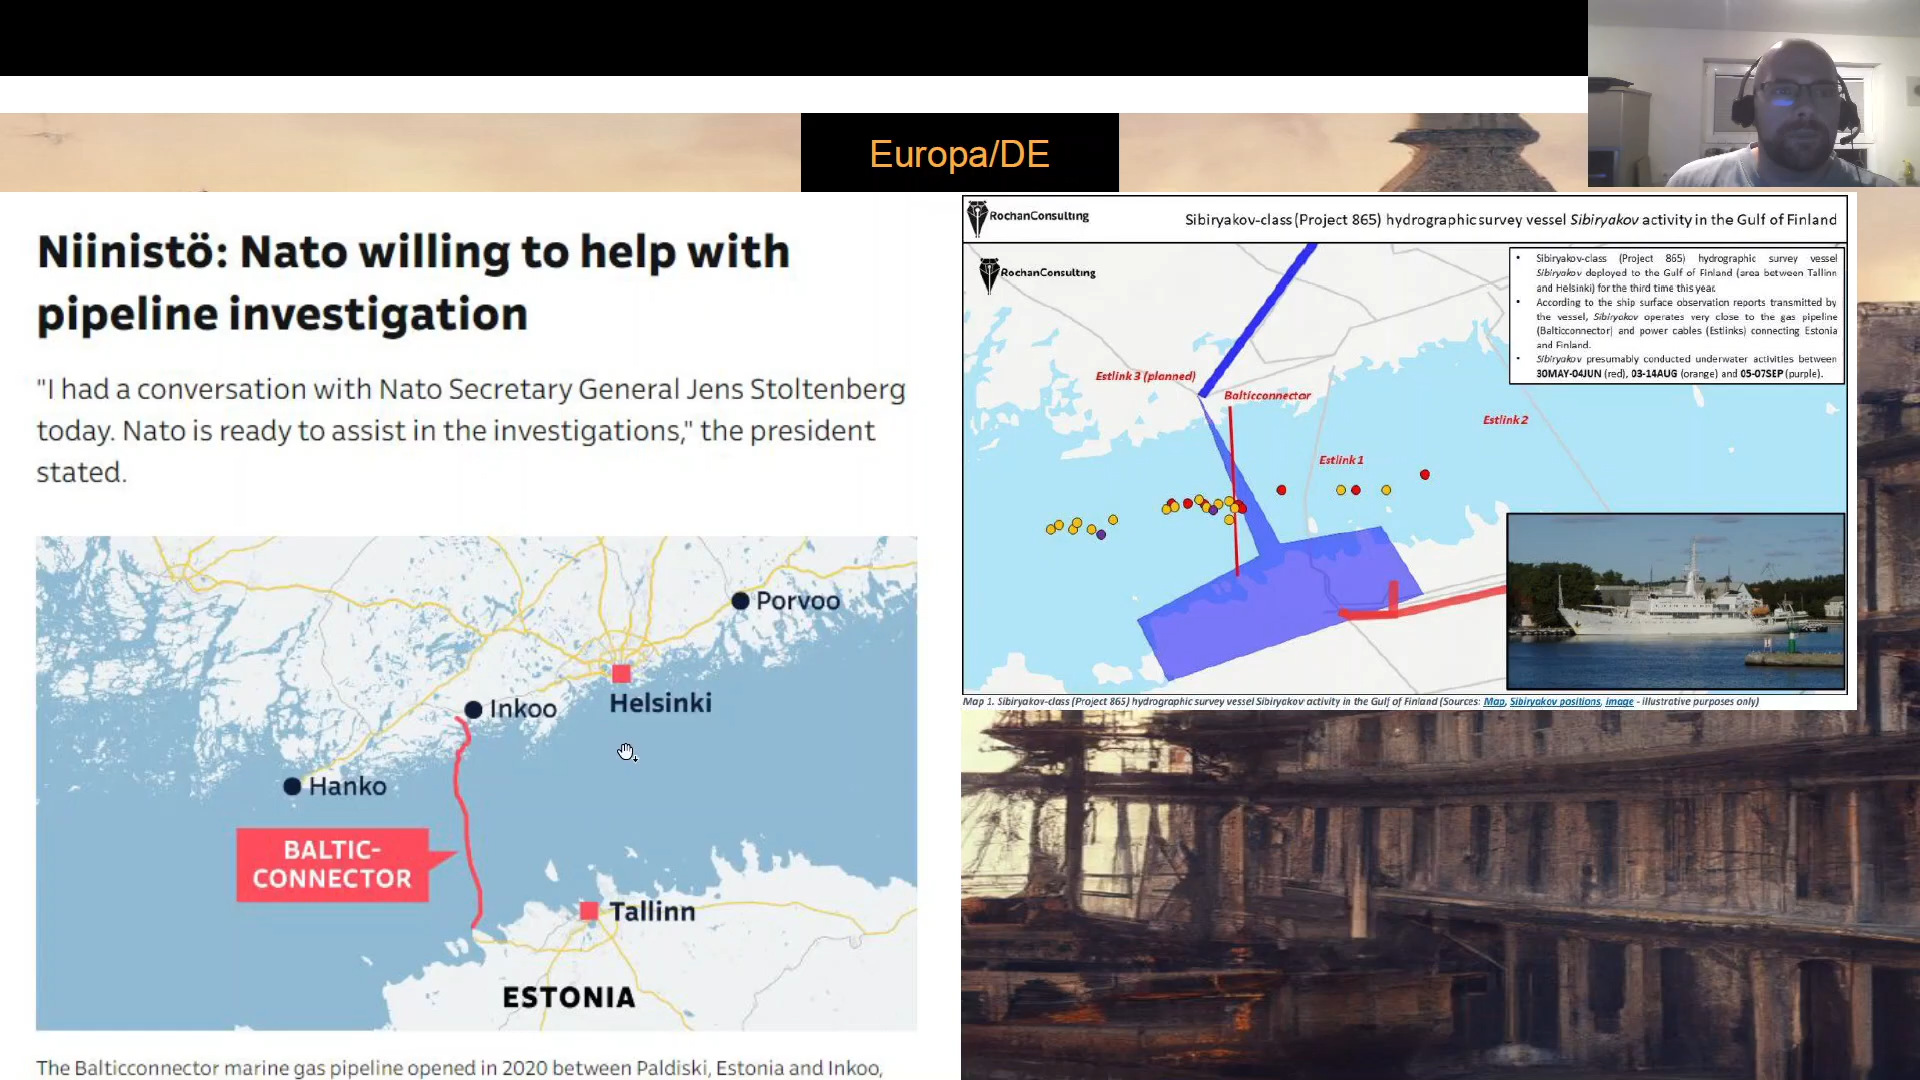 Europa/DE
Niinistö: Nato willing to help with
pipeline investigation
"I had a conversation with Nato Secretary General Jens Stoltenberg
today. Nato is ready to assist in the investigations," the president
stated.
Porvoo
Helsinki
Inkoo
Hanko
BALTIC-
CONNECTOR
Tallinn
ESTONIA
The Balticconnector marine gas pipeline opened in 2020 between Paldiski, Estonia and Inkoo,
RochanConsulting
Sibiryakov-class (Project 865) hydrographic survey vessel Sibiryakov activity in the Gulf of Finland
RochanConsulting
• Sibiryakov-class (Project 865) hydrographic survey vessel
Sibiryakov deployed to the Gulf of Finland (area between Tallinn
and Helsinki) for the third time this year.
• According to the ship surface observation reports transmitted by
the vessel, Sibiryakov operates very close to the gas pipeline
(Balticconnector) and power cables (Estlinks) connecting Estonia
and Finland.
• Sibiryakov presumably conducted underwater activities between
30MAY-04JUN (red), 03-14AUG (orange) and 05-07SEP (purple).
Estlink 3 (planned)
Balticconnector
Estlink 2
Estlink 1
Map 1. Sibiryakov-class (Project 865) hydrographic survey vessel Sibiryakov activity in the Gulf of Finland (Sources: Map, Sibiryakov positions, image - illustrative purposes only)